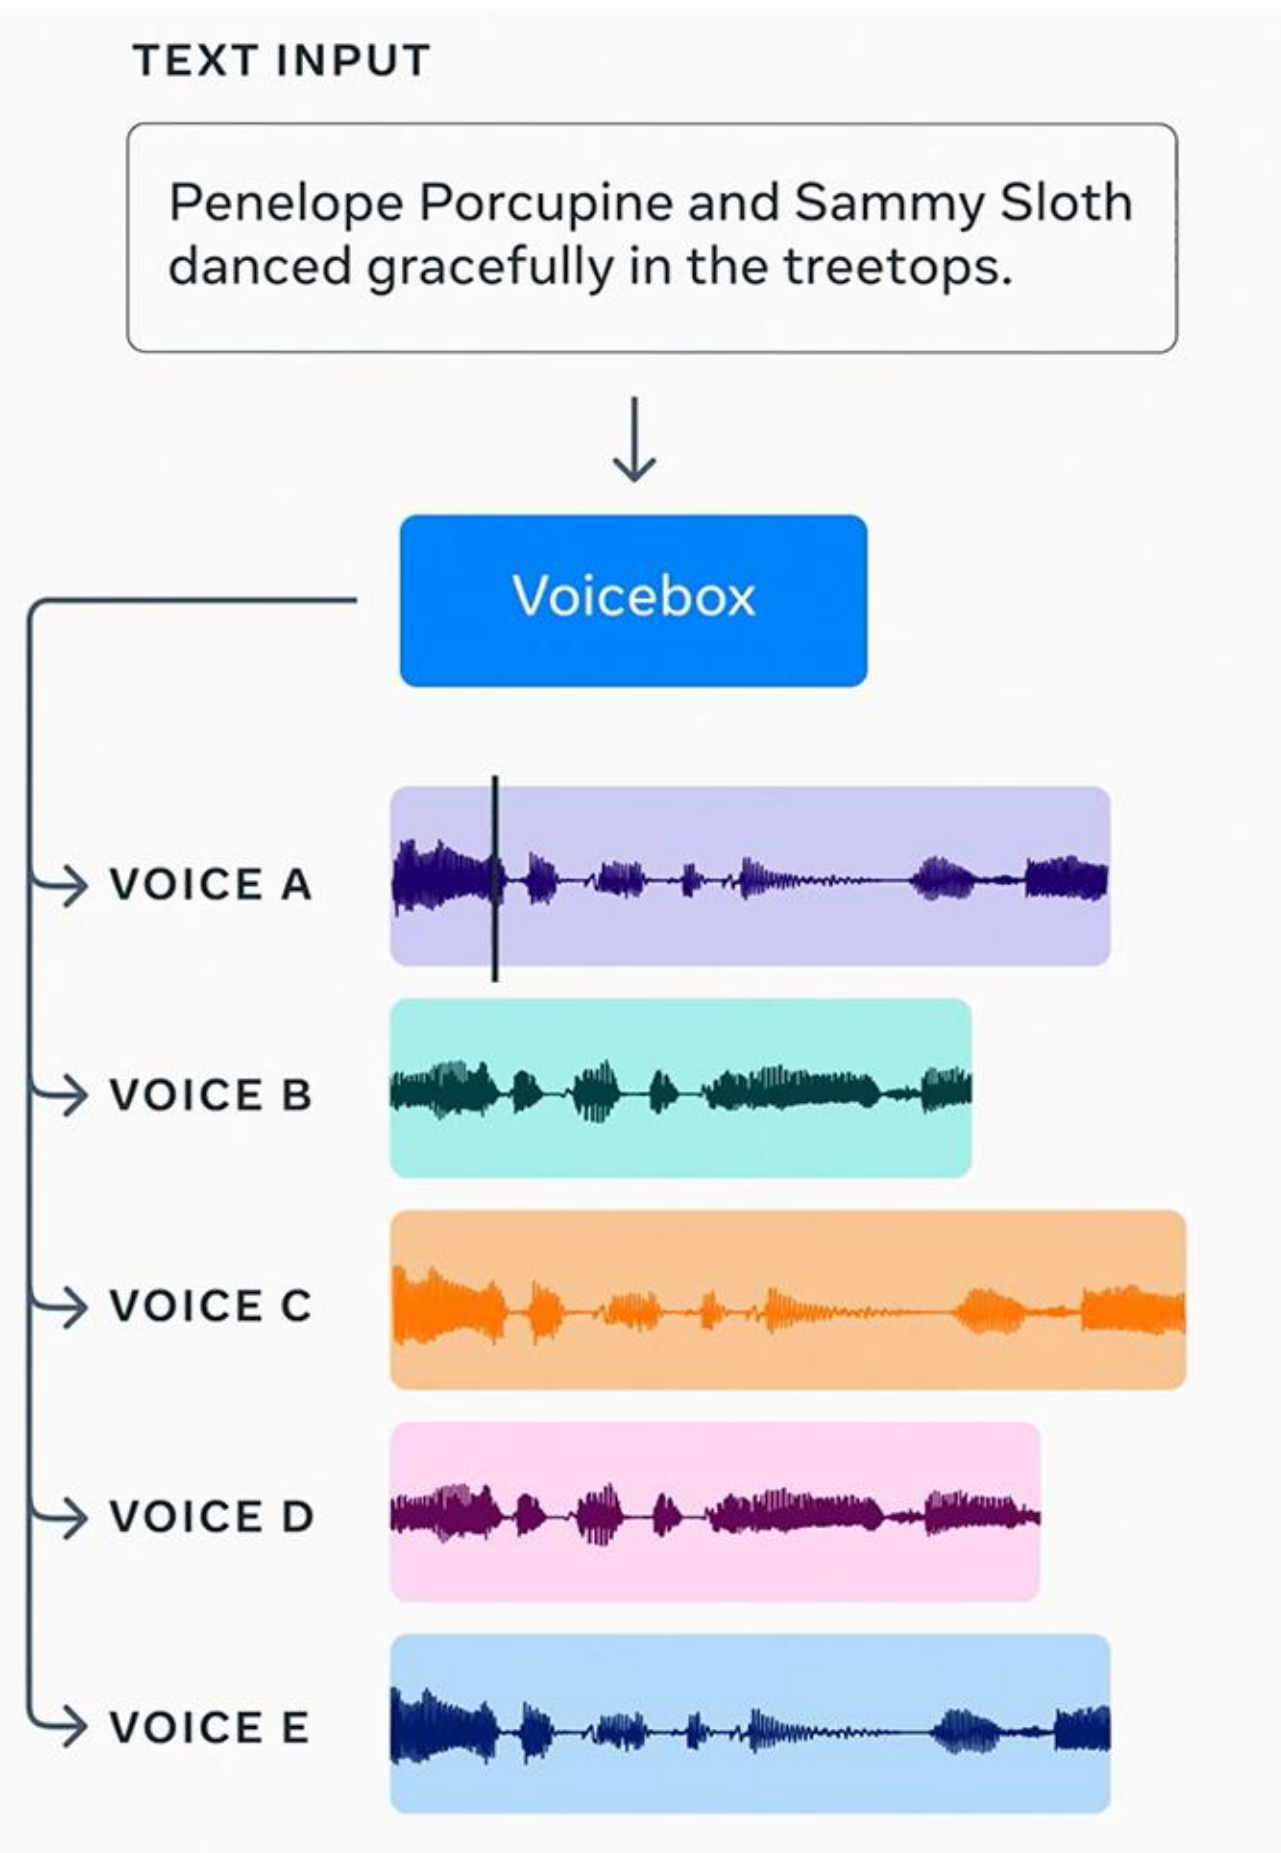 TEXT INPUT
Penelope Porcupine and Sammy Sloth
danced gracefully in the treetops.
Voicebox
VOICE A
VOICE B
VOICE C
VOICE D
VOICE E